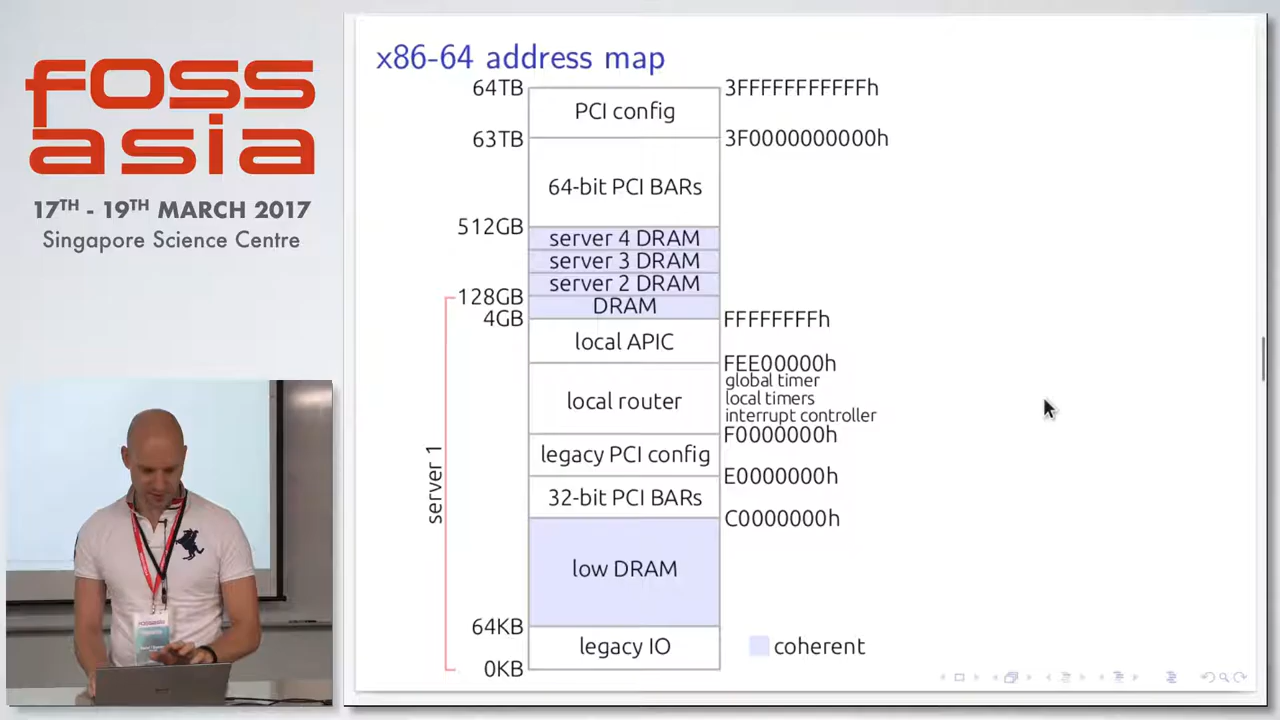 foss
asia
17TH - 19TH MARCH 2017
Singapore Science Centre
x86-64 address map
64TB
PCI config
3FFFFFFFFFFFh
63TB
3F0000000000h
64-bit PCI BARs
512GB
server 4 DRAM
server 3 DRAM
server 2 DRAM
128GB
DRAM
4GB
FFFFFFFFh
local APIC
FEE00000h
global timer
local router
local timers
interrupt controller
F0000000h
legacy PCI config
E0000000h
32-bit PCI BARs
C0000000h
server 1
low DRAM
64KB
legacy IO
coherent
0KB